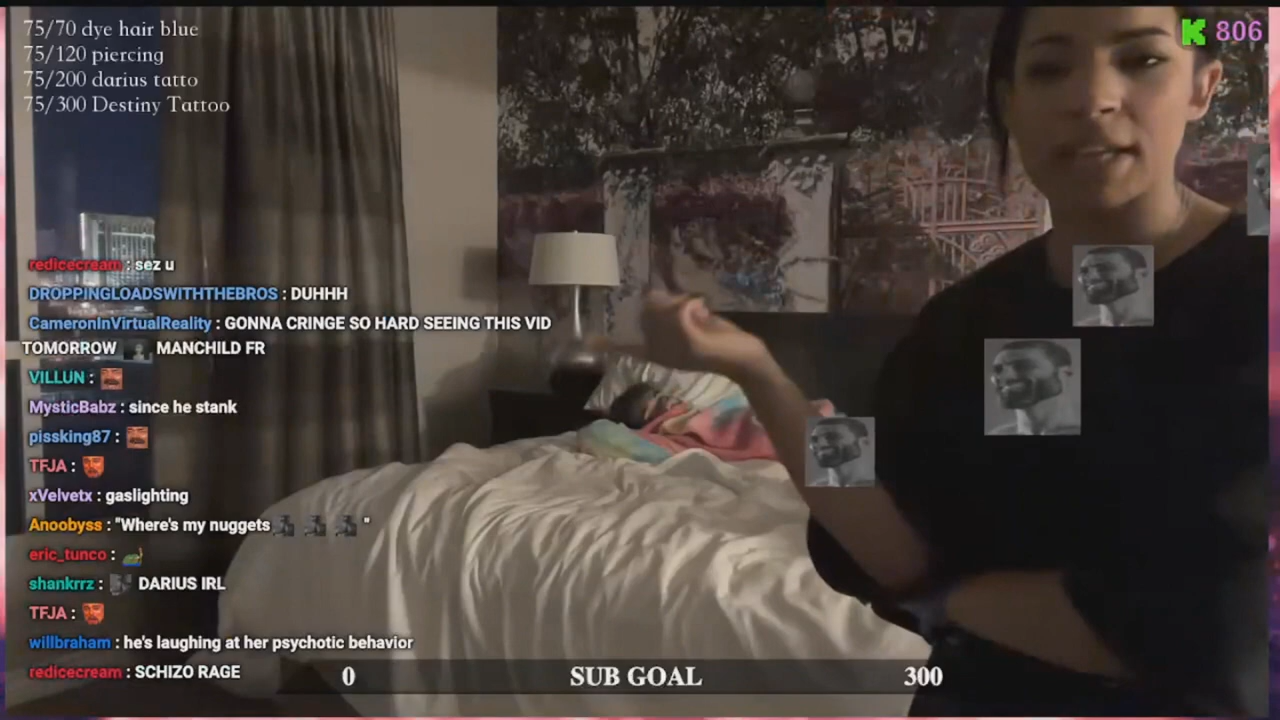 75/70 dye hair blue
75/120 piercing
75/200 darius tatto
75/300 Destiny Tattoo
K 806
redicecream : sez u
DROPPINGLOADSWITHTHEBROS : DUHHH
CameronInVirtualReality : GONNA CRINGE SO HARD SEEING THIS VID
TOMORROW MANCHILD FR
VILLUN :
MysticBabz : since he stank
pissking87 :
TFJA :
xVelvetx : gaslighting
Anoobyss : "Where's my nuggets "
eric_tunco :
shankrrz : DARIUS IRL
TFJA :
willbraham : he's laughing at her psychotic behavior
redicecream : SCHIZO RAGE
0 SUB GOAL 300